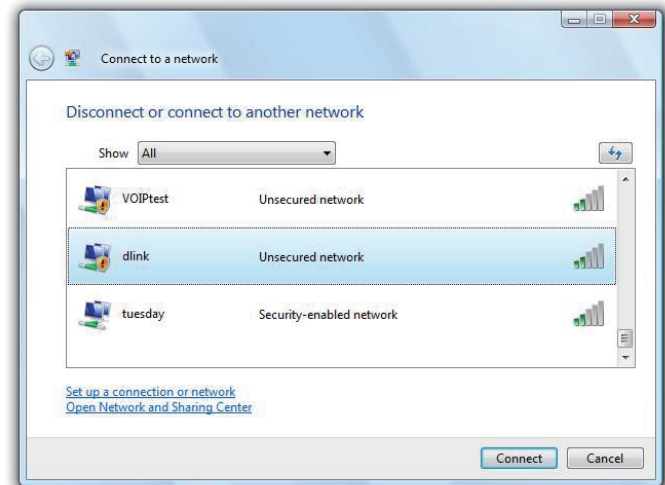 Connect to a network
Disconnect or connect to another network
Show All
VOIPtest Unsecured network
dlink Unsecured network
tuesday Security-enabled network
Set up a connection or network
Open Network and Sharing Center
Connect Cancel